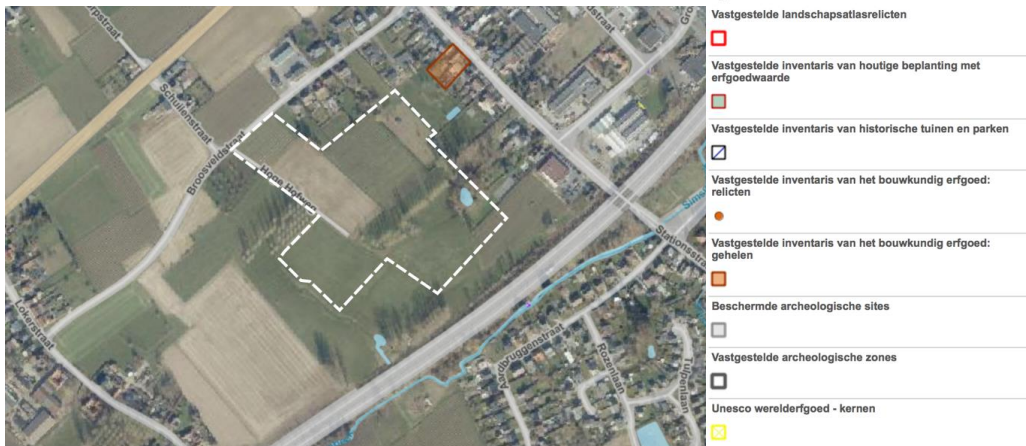 Schuilenstraat
Broosveldstraat
Hoge Hofweg
Lokerstraat
Stationsstra
Aardbruggenstraat
Rozenlaan
Tulpenlaan
Vastgestelde landschapsatlasrelicten
Vastgestelde inventaris van houtige beplanting met
erfgoedwaarde
Vastgestelde inventaris van historische tuinen en parken
Vastgestelde inventaris van het bouwkundig erfgoed:
relicten
Vastgestelde inventaris van het bouwkundig erfgoed:
gehelen
Beschermde archeologische sites
Vastgestelde archeologische zones
Unesco werelderfgoed - kernen